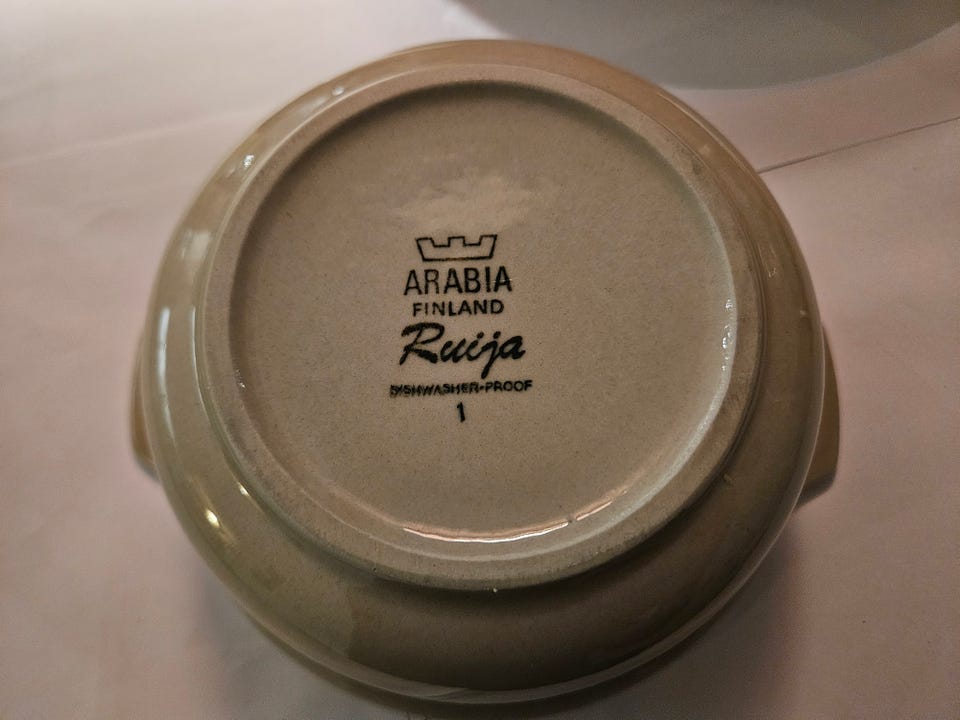 ARABIA
FINLAND
Ruija
DISHWASHER-PROOF
1